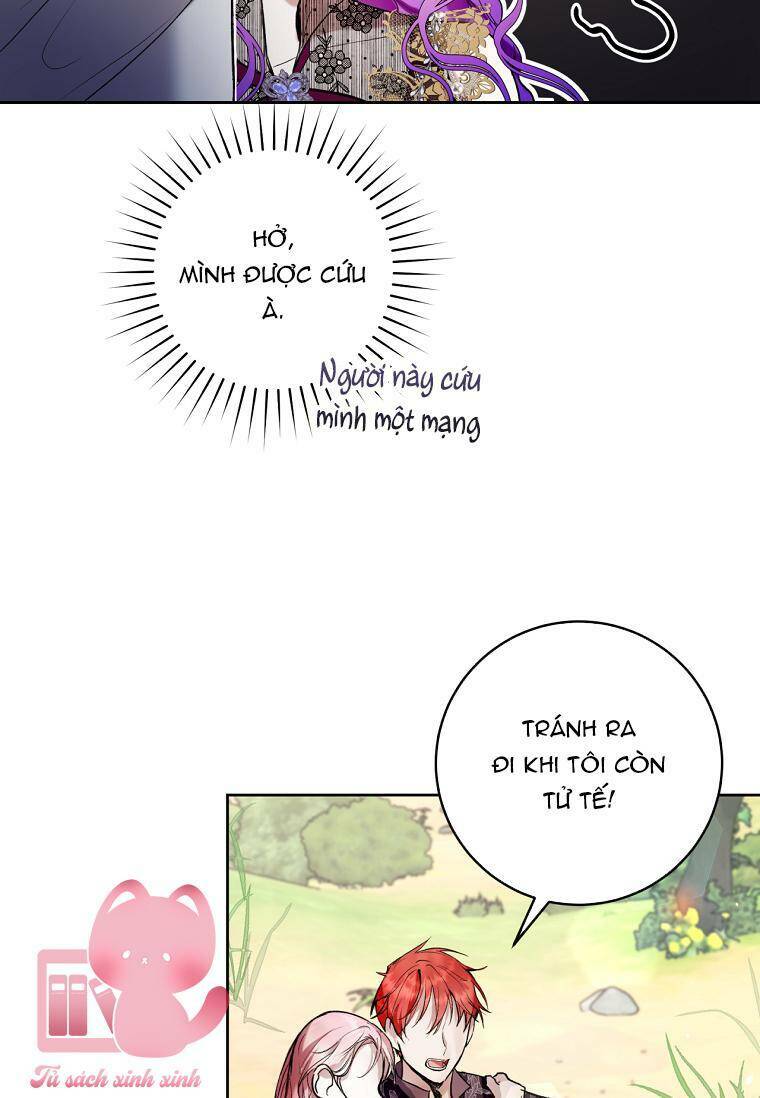 HỞ,
MÌNH ĐƯỢC CỨU
À.
Người này cứu
mình một mạng
TRÁNH RA
ĐI KHI TÔI CÒN
TỬ TẾ!
Tủ sách xinh xinh